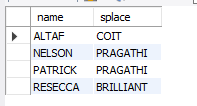 name splace
ALTAF COIT
NELSON PRAGATHI
PATRICK PRAGATHI
RESECCA BRILLIANT